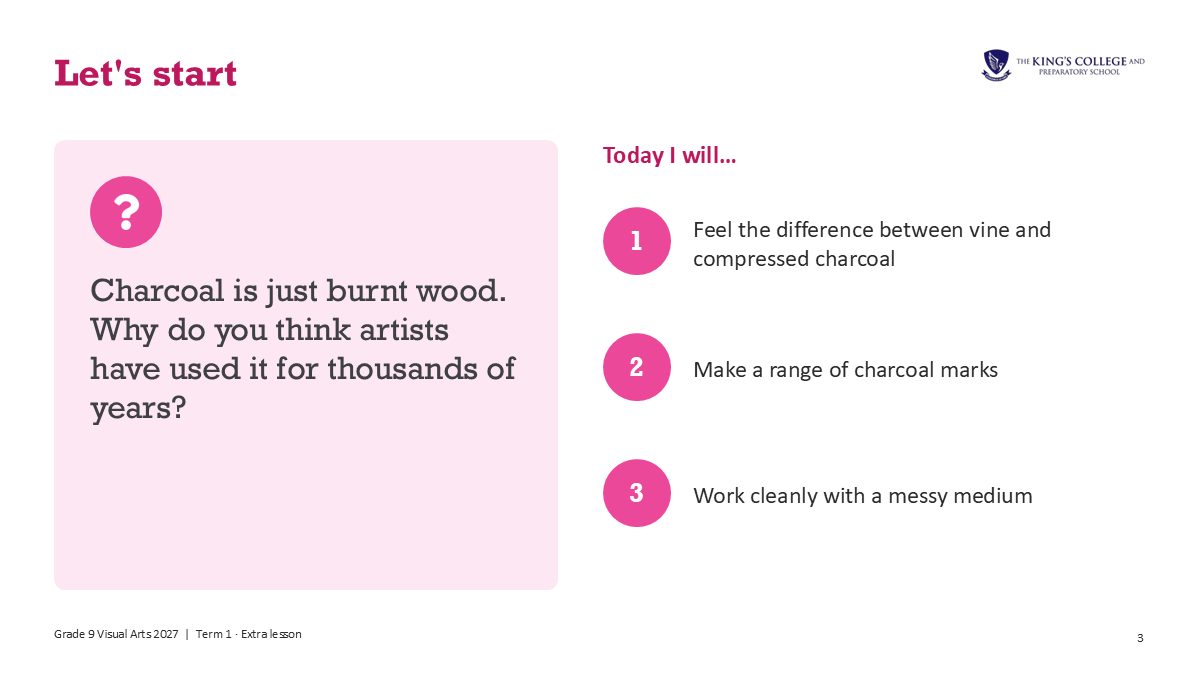 Let's start
THE KING'S COLLEGE AND
PREPARATORY SCHOOL
?
Charcoal is just burnt wood.
Why do you think artists
have used it for thousands of
years?
Today I will...
1
Feel the difference between vine and
compressed charcoal
2
Make a range of charcoal marks
3
Work cleanly with a messy medium
Grade 9 Visual Arts 2027 | Term 1 · Extra lesson
3